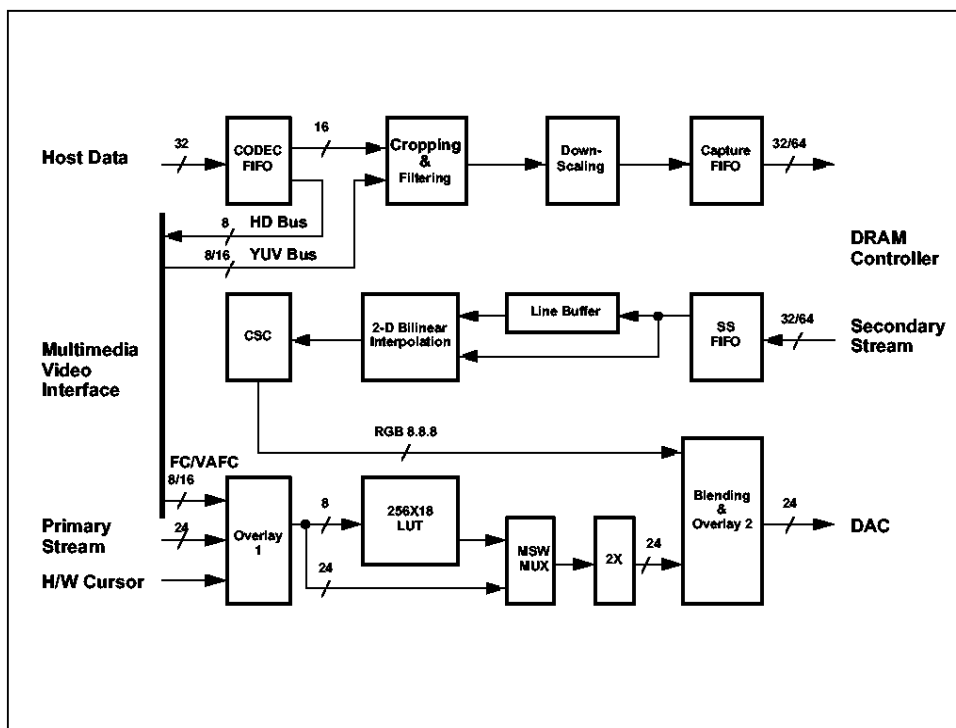 Host Data
32
CODEC
FIFO
16
Cropping
&
Filtering
Down-
Scaling
Capture
FIFO
32/64
8
HD Bus
8/16
YUV Bus
DRAM
Controller
Multimedia
Video
Interface
CSC
2-D Bilinear
Interpolation
Line Buffer
SS
FIFO
32/64
Secondary
Stream
RGB 8.8.8
FC/VAFC
8/16
Primary
Stream
24
H/W Cursor
Overlay
1
8
24
256X18
LUT
MSW
MUX
2X
24
Blending
&
Overlay 2
24
DAC